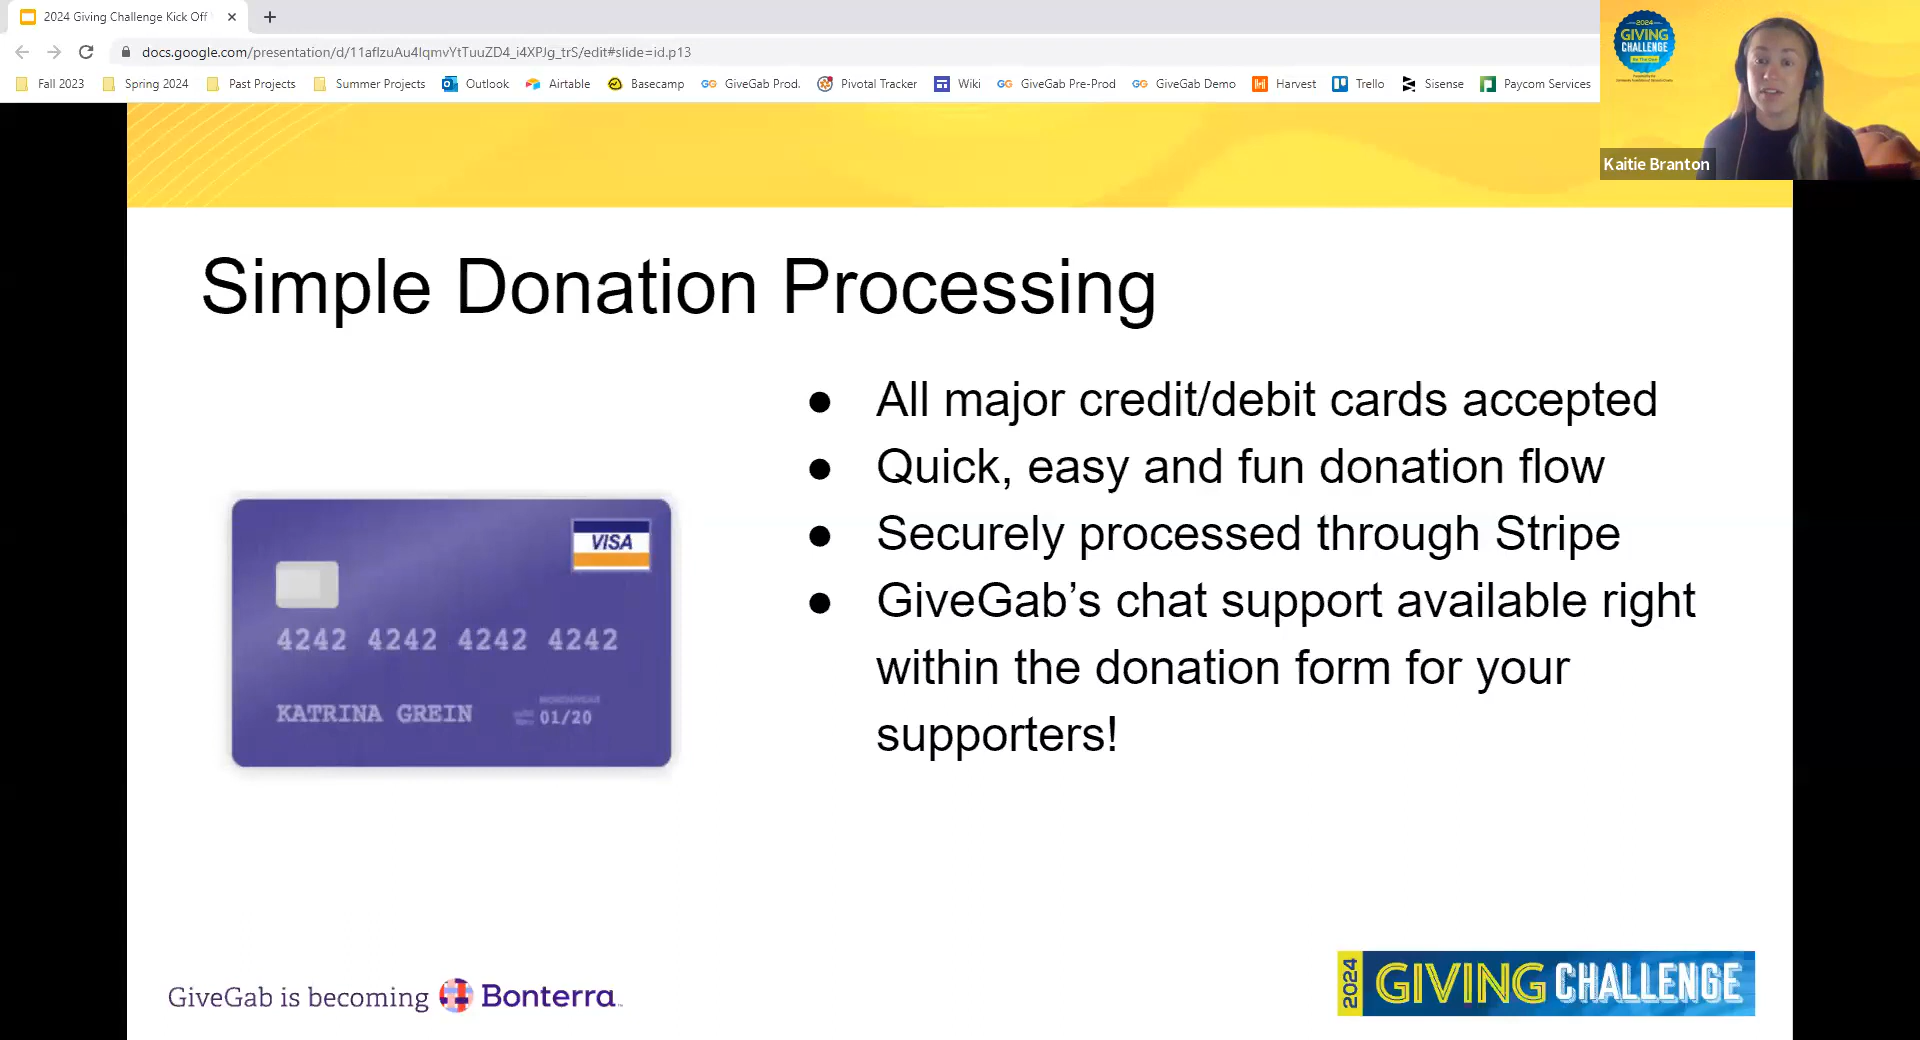 2024 Giving Challenge Kick Off
docs.google.com/presentation/d/11aflzuAu4lqmvYtTuuZD4_i4XPJg_trS/edit#slide=id.p13
Fall 2023 Spring 2024 Past Projects Summer Projects Outlook Airtable Basecamp GiveGab Prod. Pivotal Tracker Wiki GiveGab Pre-Prod GiveGab Demo Harvest Trello Sisense Paycom Services
2024
GIVING
CHALLENGE
Be The One
Kaitie Branton
Simple Donation Processing
● All major credit/debit cards accepted
● Quick, easy and fun donation flow
● Securely processed through Stripe
● GiveGab’s chat support available right
within the donation form for your
supporters!
VISA
4242 4242 4242 4242
KATRINA GREIN 01/20
GiveGab is becoming Bonterra
2024 GIVING CHALLENGE